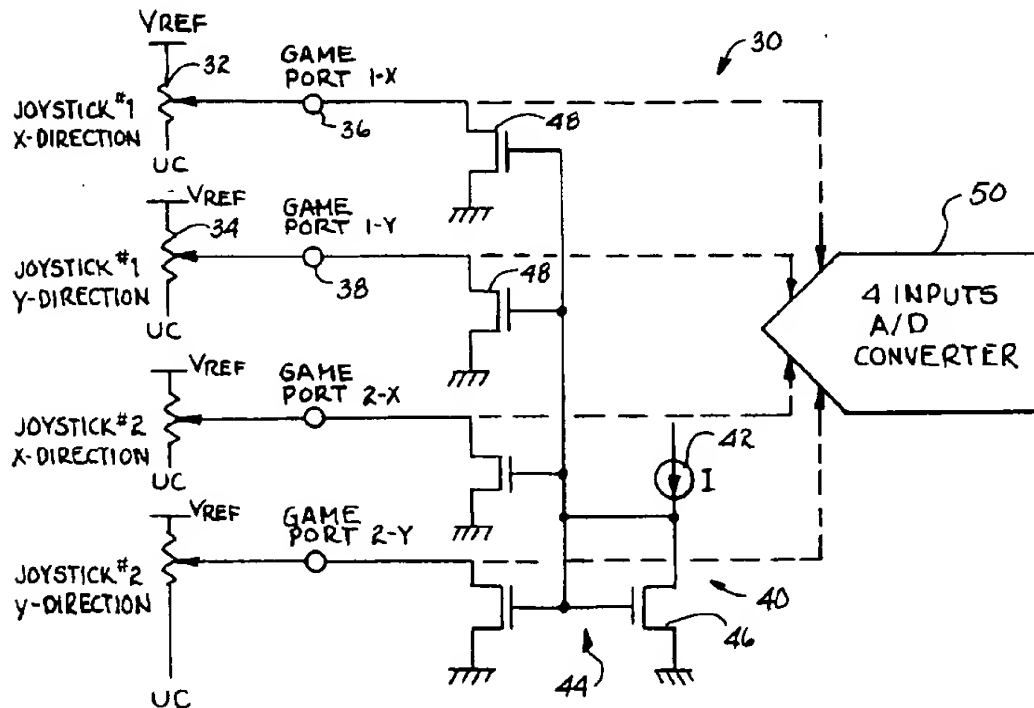 VREF
32
GAME
PORT 1-X
30
JOYSTICK #1
X-DIRECTION
36
48
UC
VREF
34
GAME
PORT 1-Y
50
JOYSTICK #1
Y-DIRECTION
38
48
4 INPUTS
A/D
CONVERTER
UC
VREF
GAME
PORT 2-X
JOYSTICK #2
X-DIRECTION
42
I
UC
VREF
GAME
PORT 2-Y
JOYSTICK #2
Y-DIRECTION
40
46
44
UC